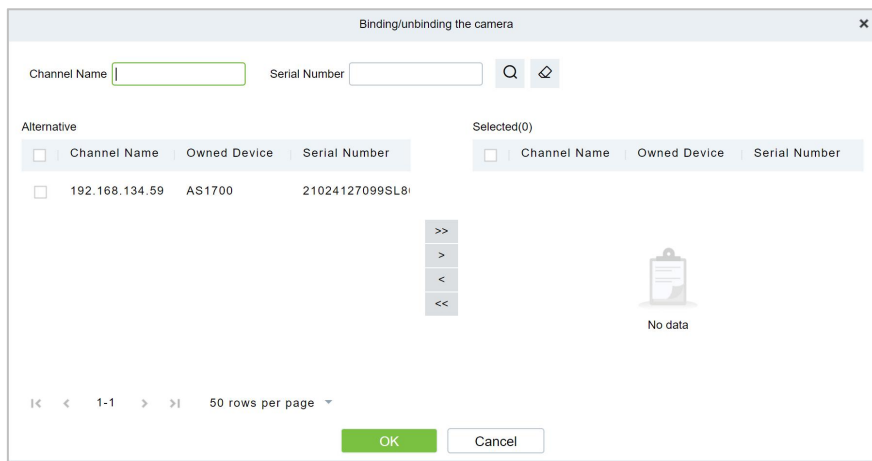 Binding/unbinding the camera
Channel Name Serial Number
Alternative Selected(0)
Channel Name Owned Device Serial Number Channel Name Owned Device Serial Number
192.168.134.59 AS1700 21024127099SL8
>>
>
<
<<
No data
1-1 50 rows per page
OK Cancel